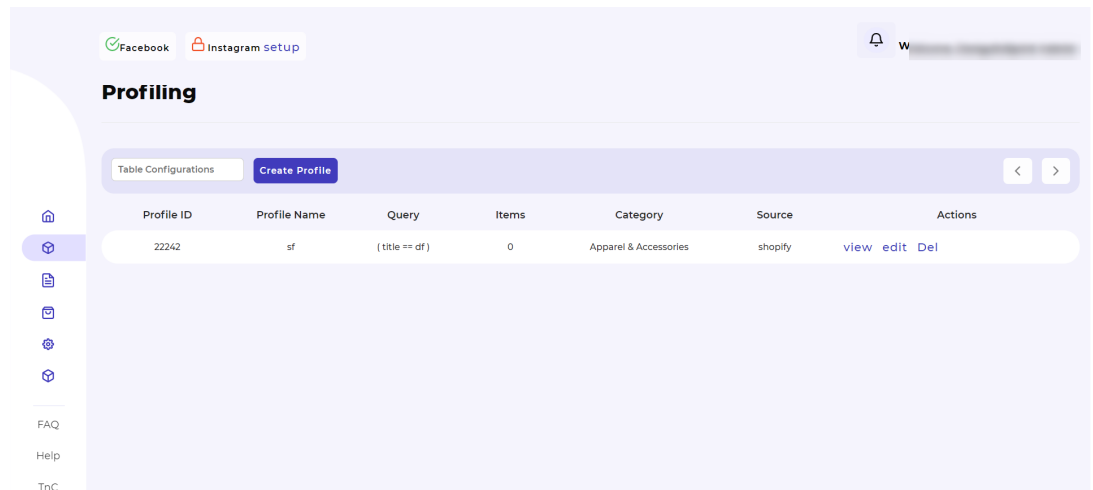 Facebook Instagram setup
Profiling
Table Configurations Create Profile
Profile ID Profile Name Query Items Category Source Actions
22242 sf ( title == df ) 0 Apparel & Accessories shopify view edit Del
FAQ
Help
TnC